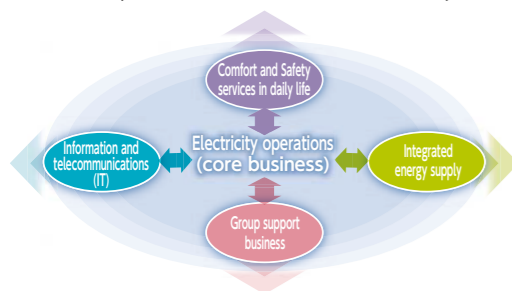 Comfort and Safety
services in daily life
Information and
telecommunications
(IT)
Electricity operations
(core business)
Integrated
energy supply
Group support
business